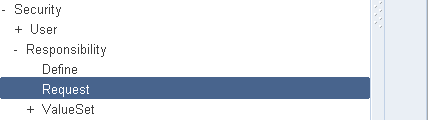 - Security
+ User
- Responsibility
Define
Request
+ ValueSet